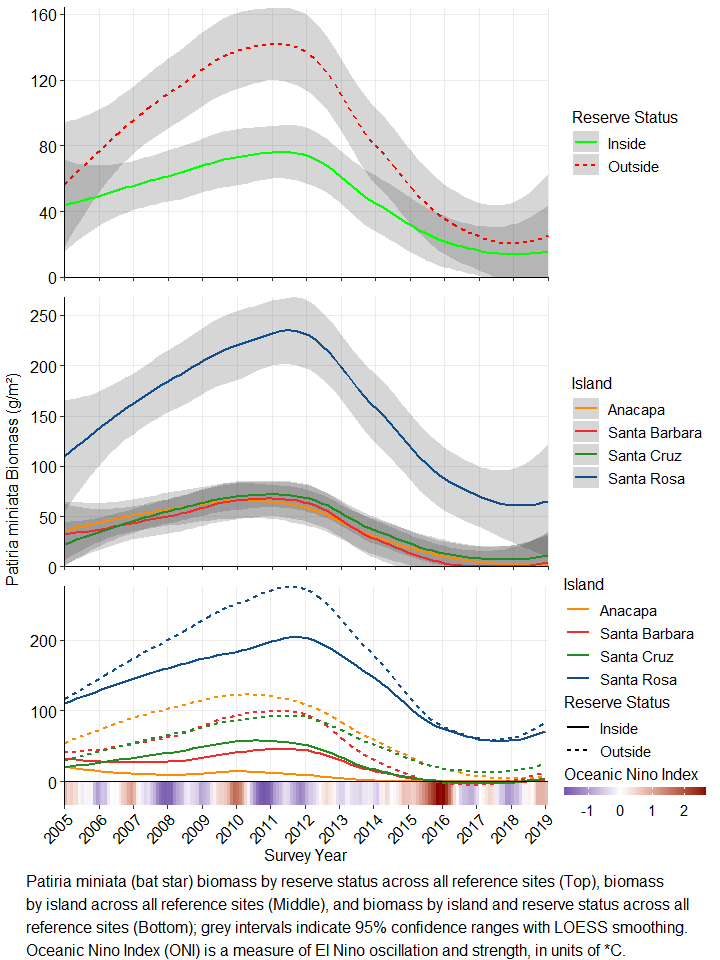 160
120
80
40
0
Reserve Status
Inside
Outside
Patiria miniata Biomass (g/m²)
250
200
150
100
50
0
Island
Anacapa
Santa Barbara
Santa Cruz
Santa Rosa
200
100
0
Island
Anacapa
Santa Barbara
Santa Cruz
Santa Rosa
Reserve Status
Inside
Outside
Oceanic Nino Index
-1 0 1 2
2005 2006 2007 2008 2009 2010 2011 2012 2013 2014 2015 2016 2017 2018 2019
Survey Year
Patiria miniata (bat star) biomass by reserve status across all reference sites (Top), biomass
by island across all reference sites (Middle), and biomass by island and reserve status across all
reference sites (Bottom); grey intervals indicate 95% confidence ranges with LOESS smoothing.
Oceanic Nino Index (ONI) is a measure of El Nino oscillation and strength, in units of *C.